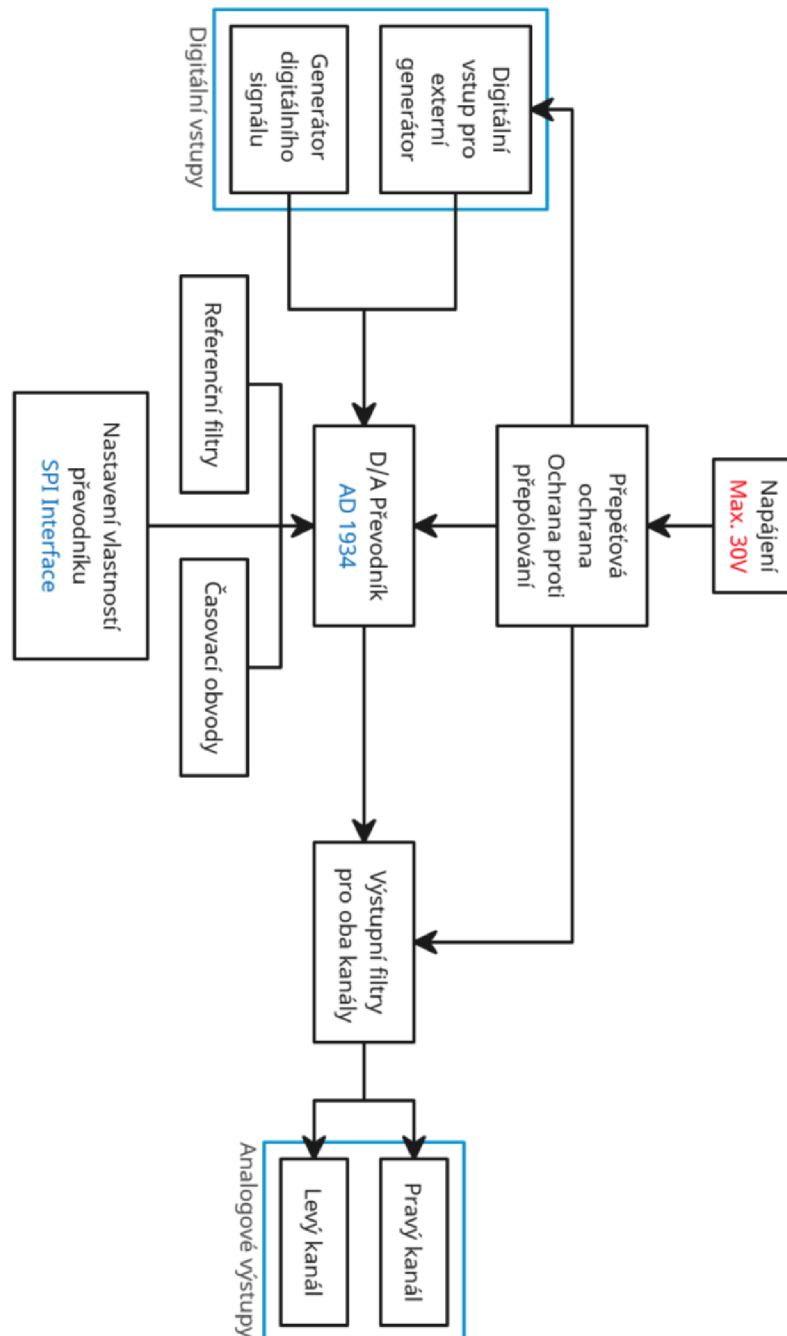 Napájení
Max. 30V
Přepěťová
ochrana
Ochrana proti
přepólování
Digitální
vstup pro
externí
generátor
Generátor
digitálního
signálu
Digitální vstupy
D/A Převodník
AD 1934
Výstupní filtry
pro oba kanály
Pravý kanál
Levý kanál
Analogové výstupy
Referenční filtry
Časovací obvody
Nastavení vlastností
převodníku
SPI Interface